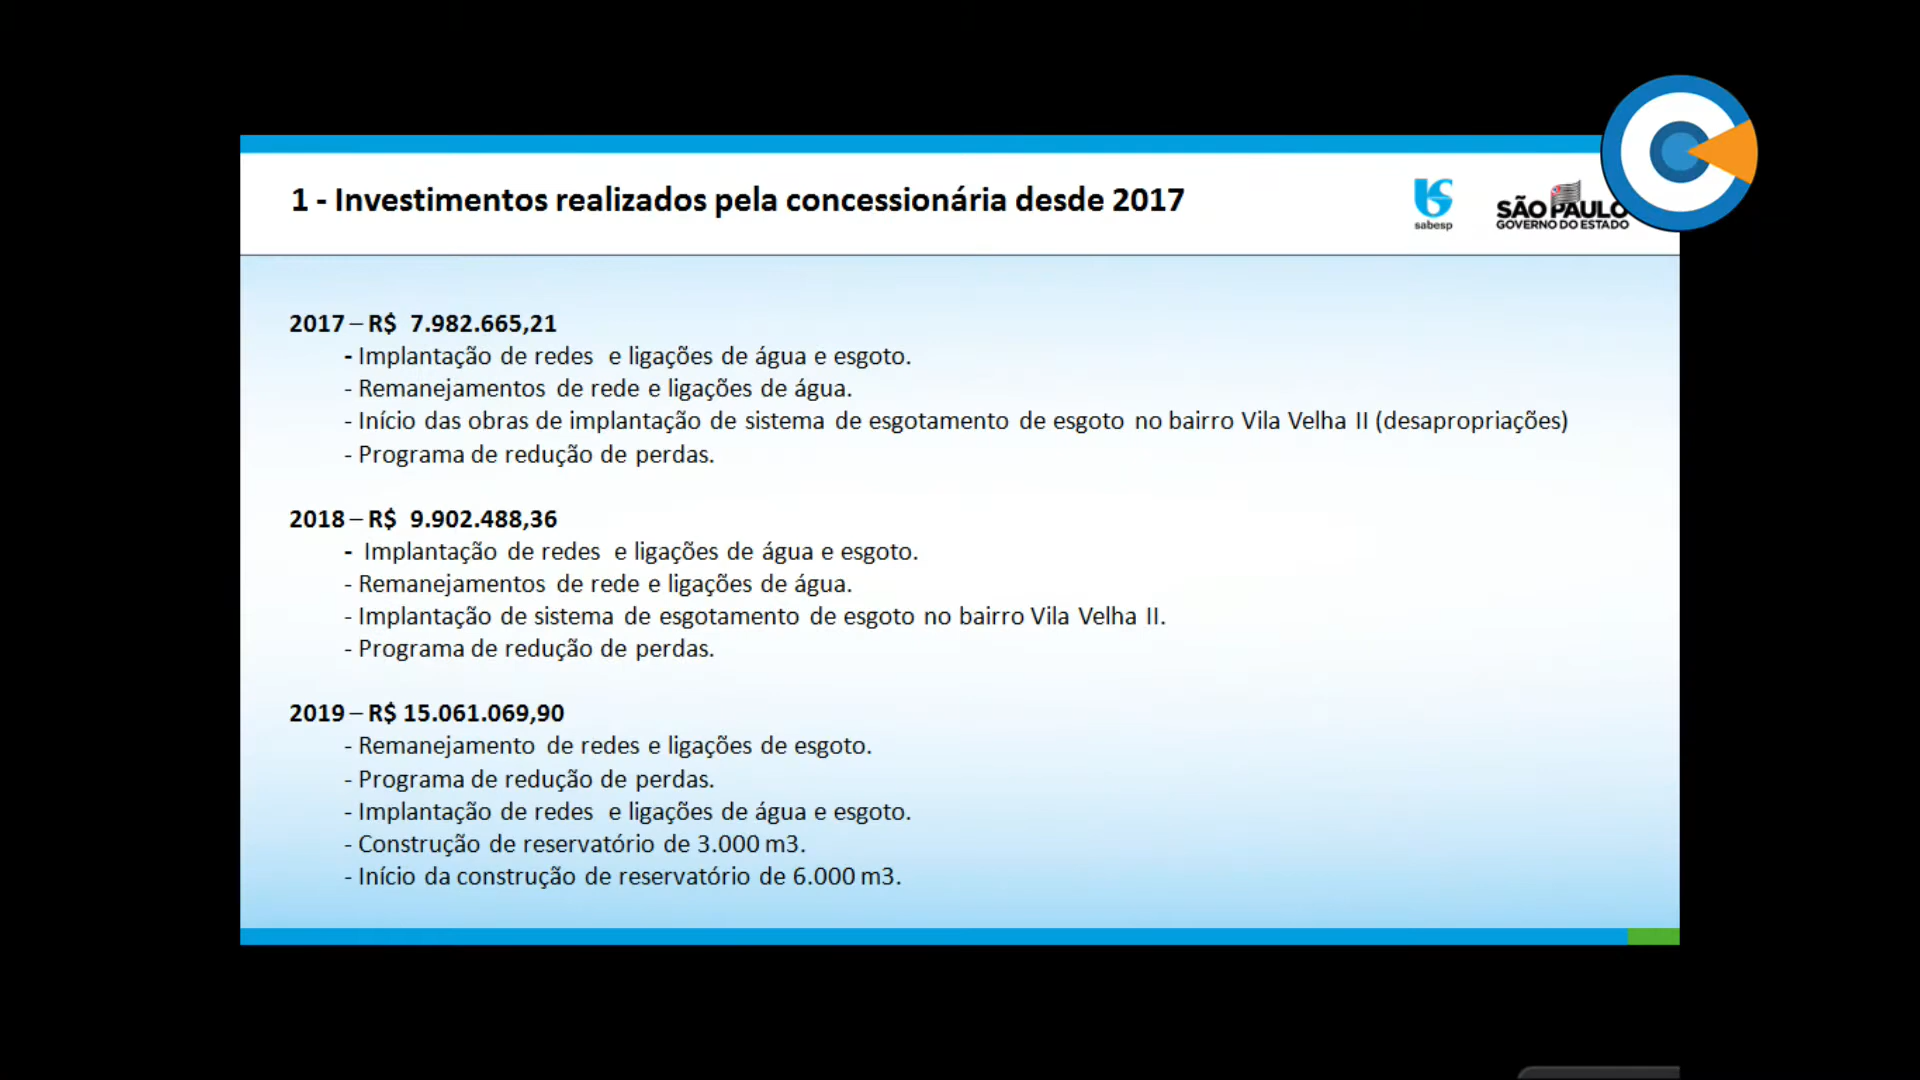 1 - Investimentos realizados pela concessionária desde 2017
sabesp
SÃO PAULO
GOVERNO DO ESTADO
2017 – R$ 7.982.665,21
- Implantação de redes e ligações de água e esgoto.
- Remanejamentos de rede e ligações de água.
- Início das obras de implantação de sistema de esgotamento de esgoto no bairro Vila Velha II (desapropriações)
- Programa de redução de perdas.
2018 – R$ 9.902.488,36
- Implantação de redes e ligações de água e esgoto.
- Remanejamentos de rede e ligações de água.
- Implantação de sistema de esgotamento de esgoto no bairro Vila Velha II.
- Programa de redução de perdas.
2019 – R$ 15.061.069,90
- Remanejamento de redes e ligações de esgoto.
- Programa de redução de perdas.
- Implantação de redes e ligações de água e esgoto.
- Construção de reservatório de 3.000 m3.
- Início da construção de reservatório de 6.000 m3.